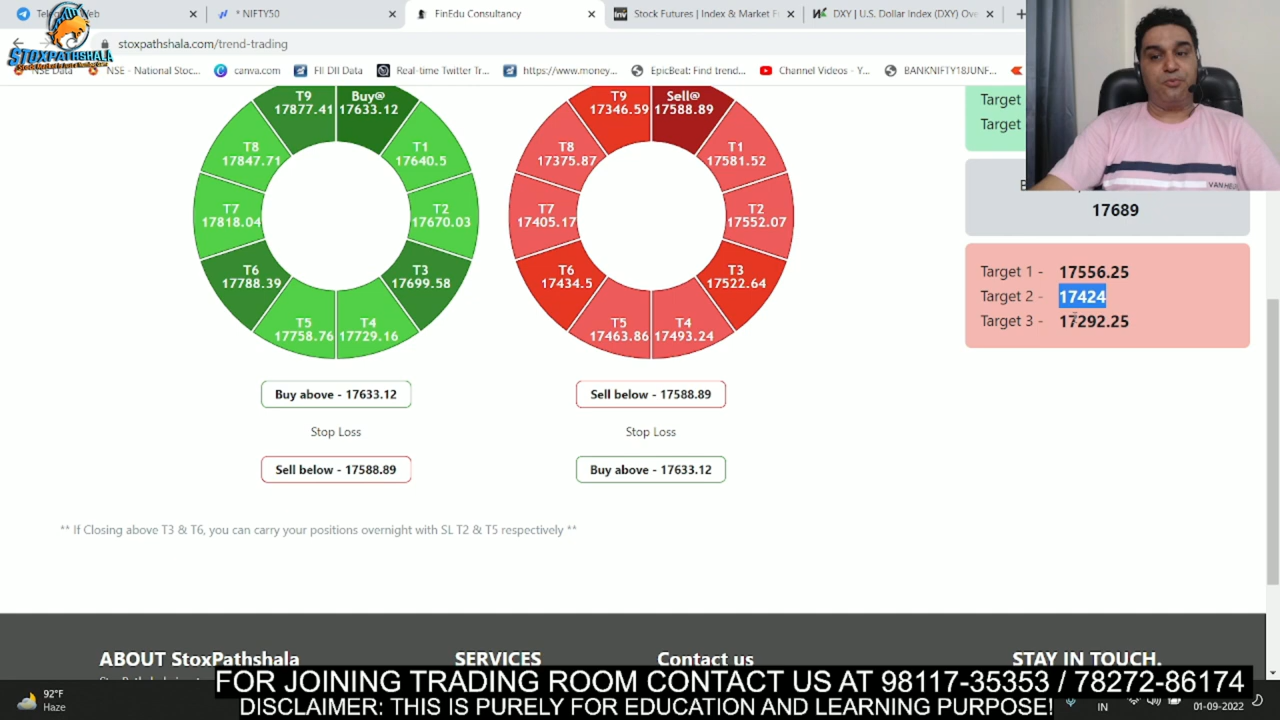 * NIFTY50
FinEdu Consultancy
Stock Futures | Index & Market F
DXY | U.S. Dollar Index (DXY) Ove
STOXPATHSHALA
stoxpathshala.com/trend-trading
NSE Data
NSE - National Stoc...
canva.com
FII DII Data
Real-time Twitter Tr...
https://www.money...
EpicBeat: Find trend...
Channel Videos - Y...
BANKNIFTY18JUNF...
T9
17877.41
Buy@
17633.12
T1
17640.5
T2
17670.03
T3
17699.58
T4
17729.16
T5
17758.76
T6
17788.39
T7
17818.04
T8
17847.71
Buy above - 17633.12
Stop Loss
Sell below - 17588.89
T9
17346.59
Sell@
17588.89
T1
17581.52
T2
17552.07
T3
17522.64
T4
17493.24
T5
17463.86
T6
17434.5
T7
17405.17
T8
17375.87
Sell below - 17588.89
Stop Loss
Buy above - 17633.12
Target
Target
17689
Target 1 - 17556.25
Target 2 - 17424
Target 3 - 17292.25
** If Closing above T3 & T6, you can carry your positions overnight with SL T2 & T5 respectively **
ABOUT StoxPathshala
SERVICES
Contact us
STAY IN TOUCH.
FOR JOINING TRADING ROOM CONTACT US AT 98117-35353 / 78272-86174
DISCLAIMER: THIS IS PURELY FOR EDUCATION AND LEARNING PURPOSE!
92°F
Haze
IN
01-09-2022